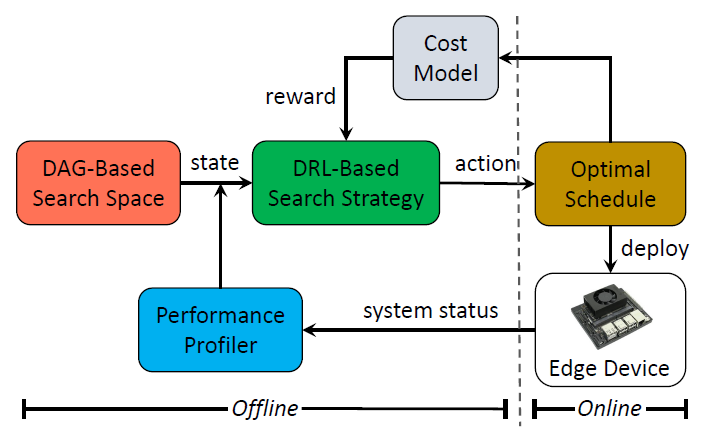 Cost
Model
reward
DAG-Based
Search Space
state
DRL-Based
Search Strategy
action
Optimal
Schedule
deploy
Performance
Profiler
system status
Edge Device
Offline
Online